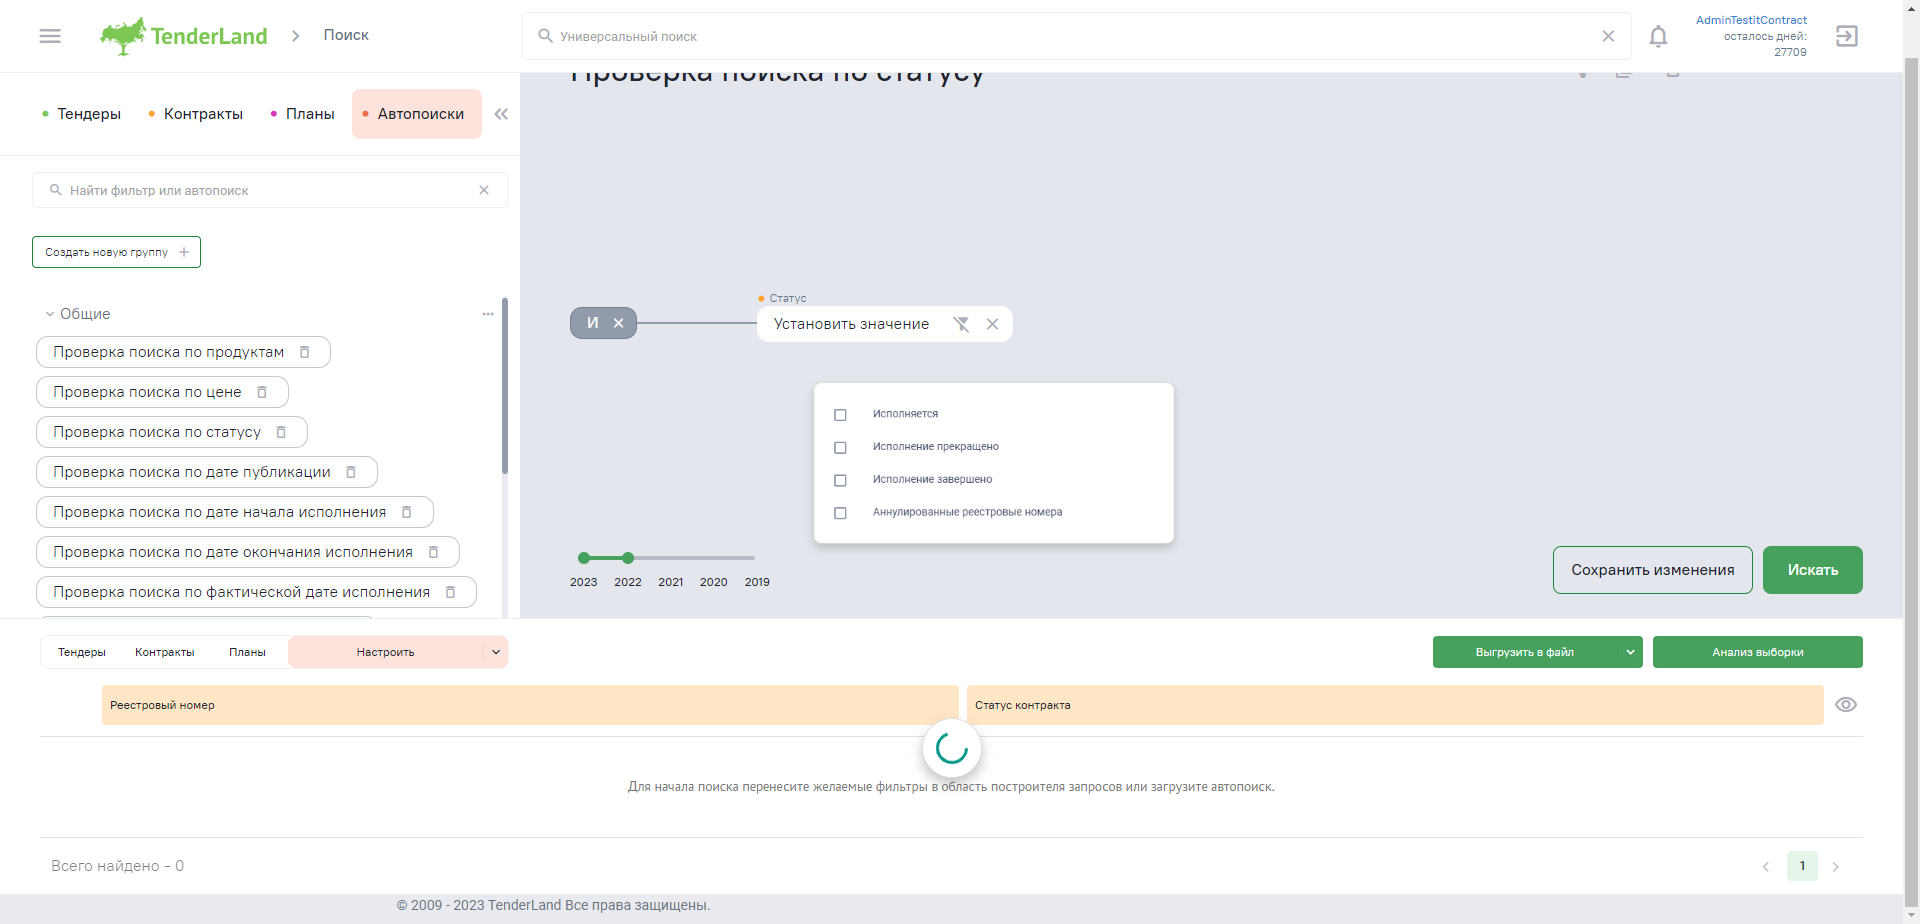 TenderLand
Поиск
Универсальный поиск
AdminTestitContract
осталось дней:
27709
Тендеры
Контракты
Планы
Автопоиски
Проверка поиска по статусу
Найти фильтр или автопоиск
Создать новую группу
Общие
Проверка поиска по продуктам
Проверка поиска по цене
Проверка поиска по статусу
Проверка поиска по дате публикации
Проверка поиска по дате начала исполнения
Проверка поиска по дате окончания исполнения
Проверка поиска по фактической дате исполнения
Статус
И
Установить значение
Исполняется
Исполнение прекращено
Исполнение завершено
Аннулированные реестровые номера
2023 2022 2021 2020 2019
Сохранить изменения
Искать
Тендеры
Контракты
Планы
Настроить
Выгрузить в файл
Анализ выборки
Реестровый номер
Статус контракта
Для начала поиска перенесите желаемые фильтры в область построителя запросов или загрузите автопоиск.
Всего найдено - 0
1
© 2009 - 2023 TenderLand Все права защищены.